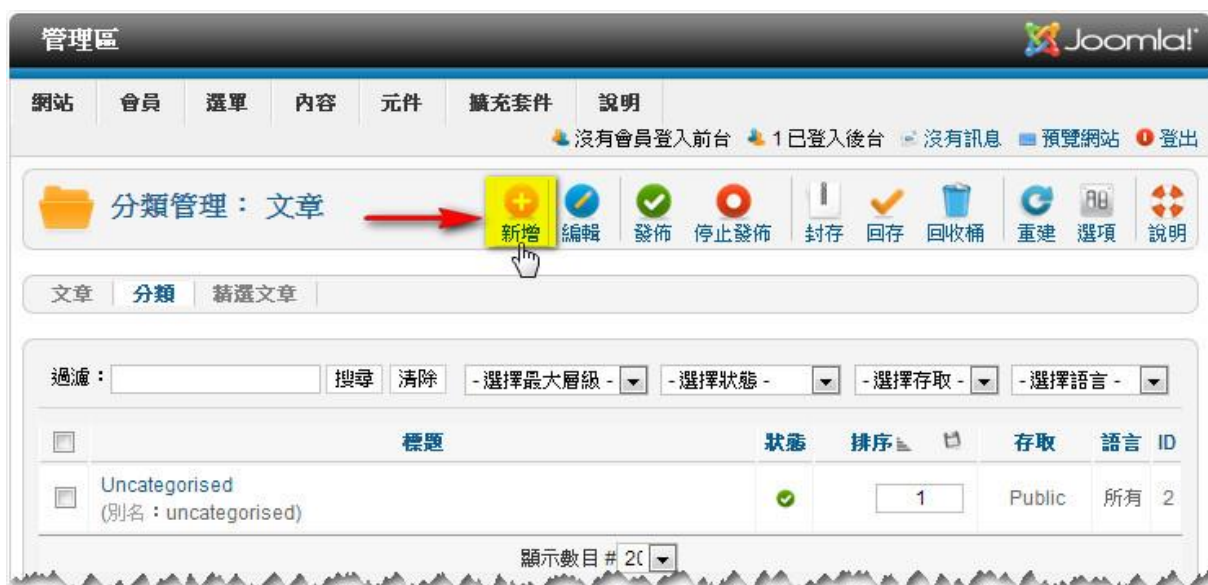 管理區 Joomla!
網站 會員 選單 內容 元件 擴充套件 說明
沒有會員登入前台 1 已登入後台 沒有訊息 預覽網站 登出
分類管理： 文章 新增 編輯 發佈 停止發佈 封存 回存 回收桶 重建 選項 說明
文章 分類 精選文章
過濾： 搜尋 清除 - 選擇最大層級 - - 選擇狀態 - - 選擇存取 - - 選擇語言 -
標題 狀態 排序 存取 語言 ID
Uncategorised 1 Public 所有 2
(別名：uncategorised)
顯示數目 # 20